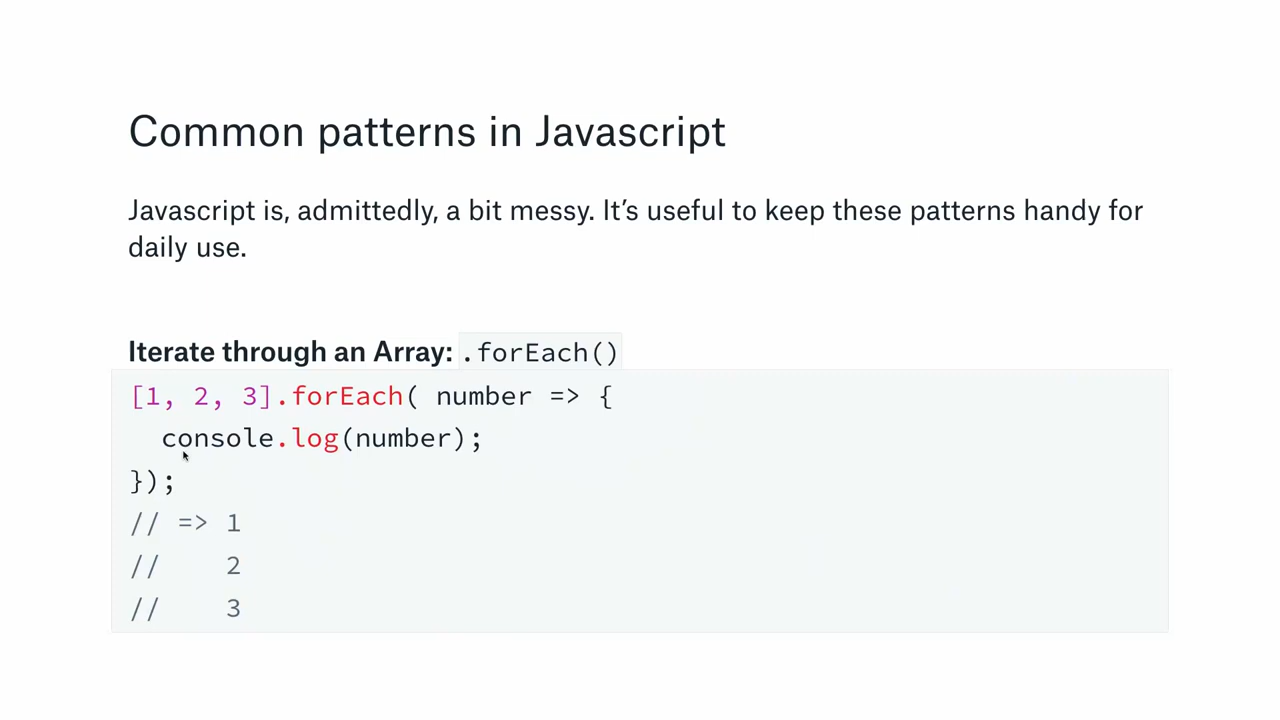 Common patterns in Javascript
Javascript is, admittedly, a bit messy. It’s useful to keep these patterns handy for
daily use.
Iterate through an Array: .forEach()
[1, 2, 3].forEach( number => {
  console.log(number);
});
// => 1
//    2
//    3